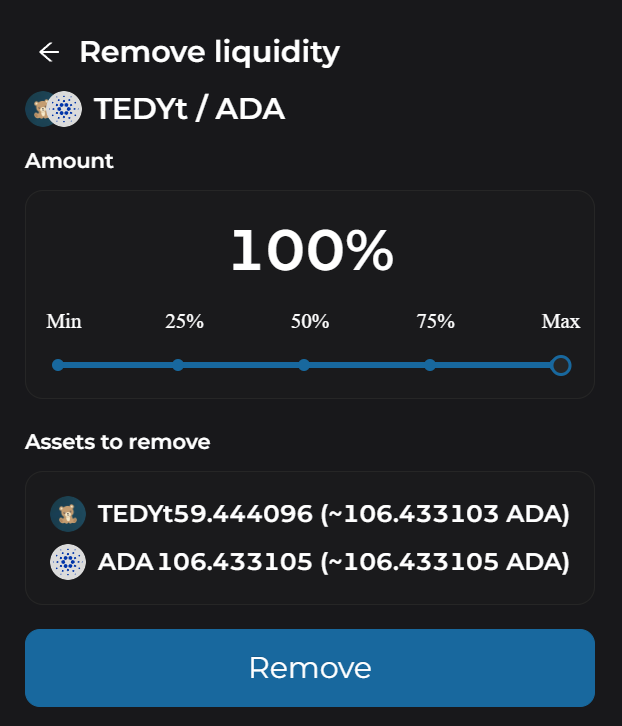 Remove liquidity
TEDYt / ADA
Amount
100%
Min 25% 50% 75% Max
Assets to remove
TEDYt59.444096 (~106.433103 ADA)
ADA 106.433105 (~106.433105 ADA)
Remove